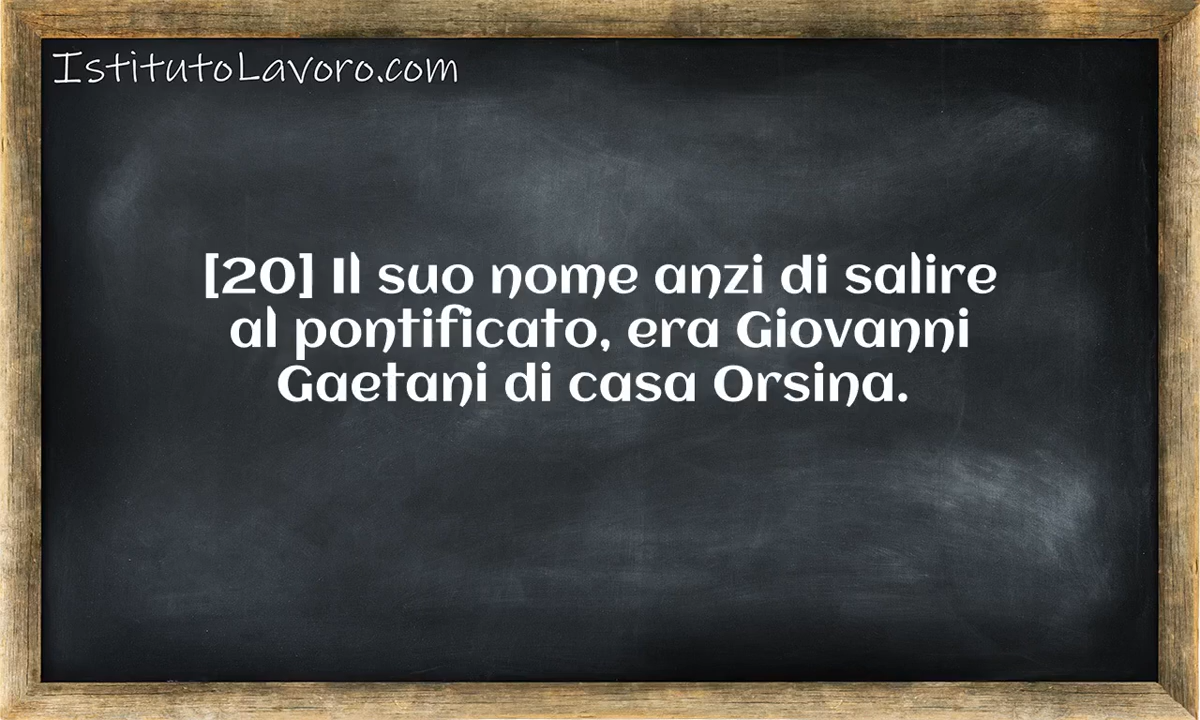 IstitutoLavoro.com
[20] Il suo nome anzi di salire
al pontificato, era Giovanni
Gaetani di casa Orsina.